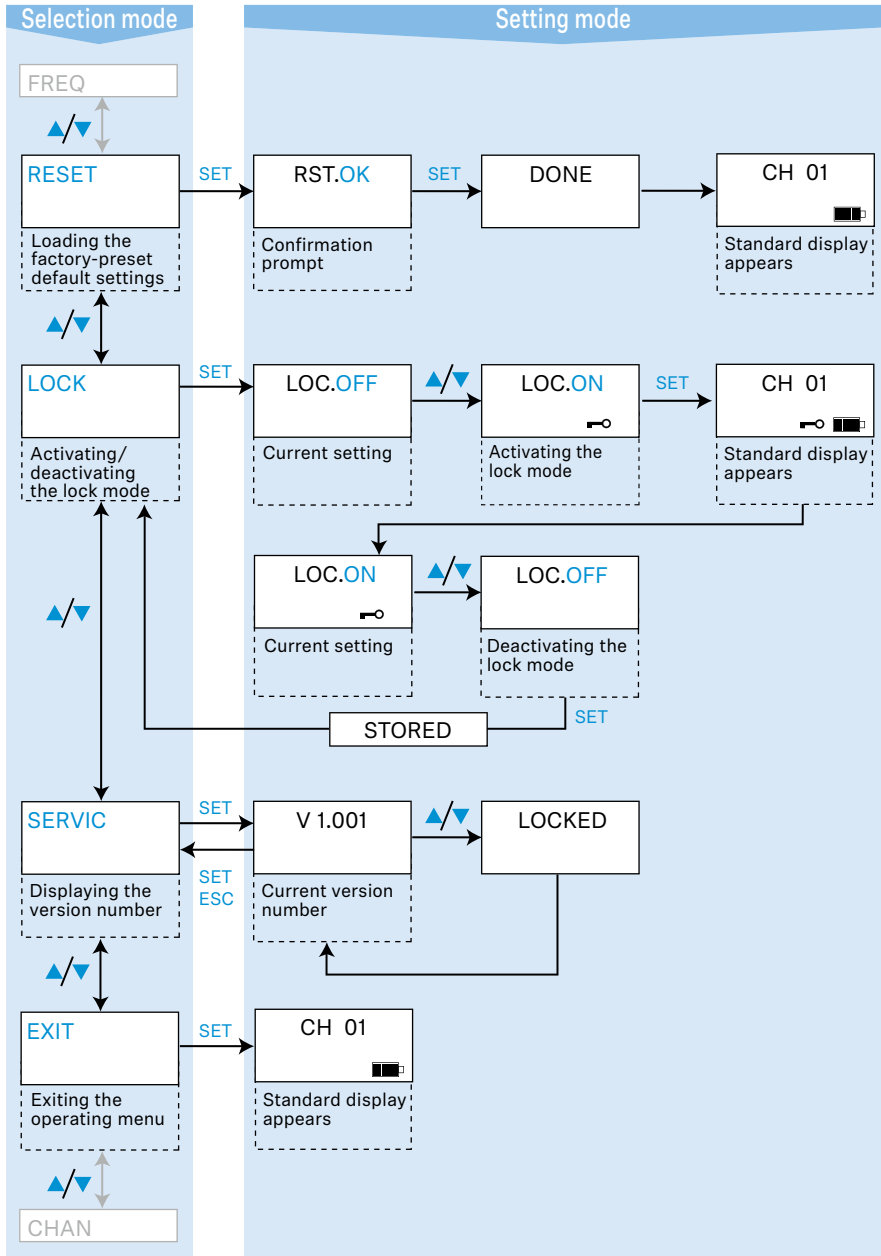 Selection mode
Setting mode
FREQ
▲/▼
RESET
SET
RST.OK
SET
DONE
CH 01
Loading the
factory-preset
default settings
Confirmation
prompt
Standard display
appears
▲/▼
LOCK
SET
LOC.OFF
▲/▼
LOC.ON
SET
CH 01
Activating/
deactivating
the lock mode
Current setting
Activating the
lock mode
Standard display
appears
▲/▼
LOC.ON
▲/▼
LOC.OFF
Current setting
Deactivating the
lock mode
STORED
SET
SERVIC
SET
V 1.001
▲/▼
LOCKED
SET
ESC
Displaying the
version number
Current version
number
▲/▼
EXIT
SET
CH 01
Exiting the
operating menu
Standard display
appears
▲/▼
CHAN